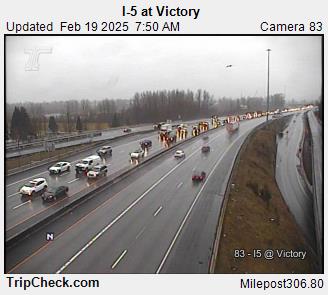 I-5 at Victory
Updated Feb 19 2025 7:50 AM Camera 83
N
83 - I5 @ Victory
TripCheck.com Milepost306.80